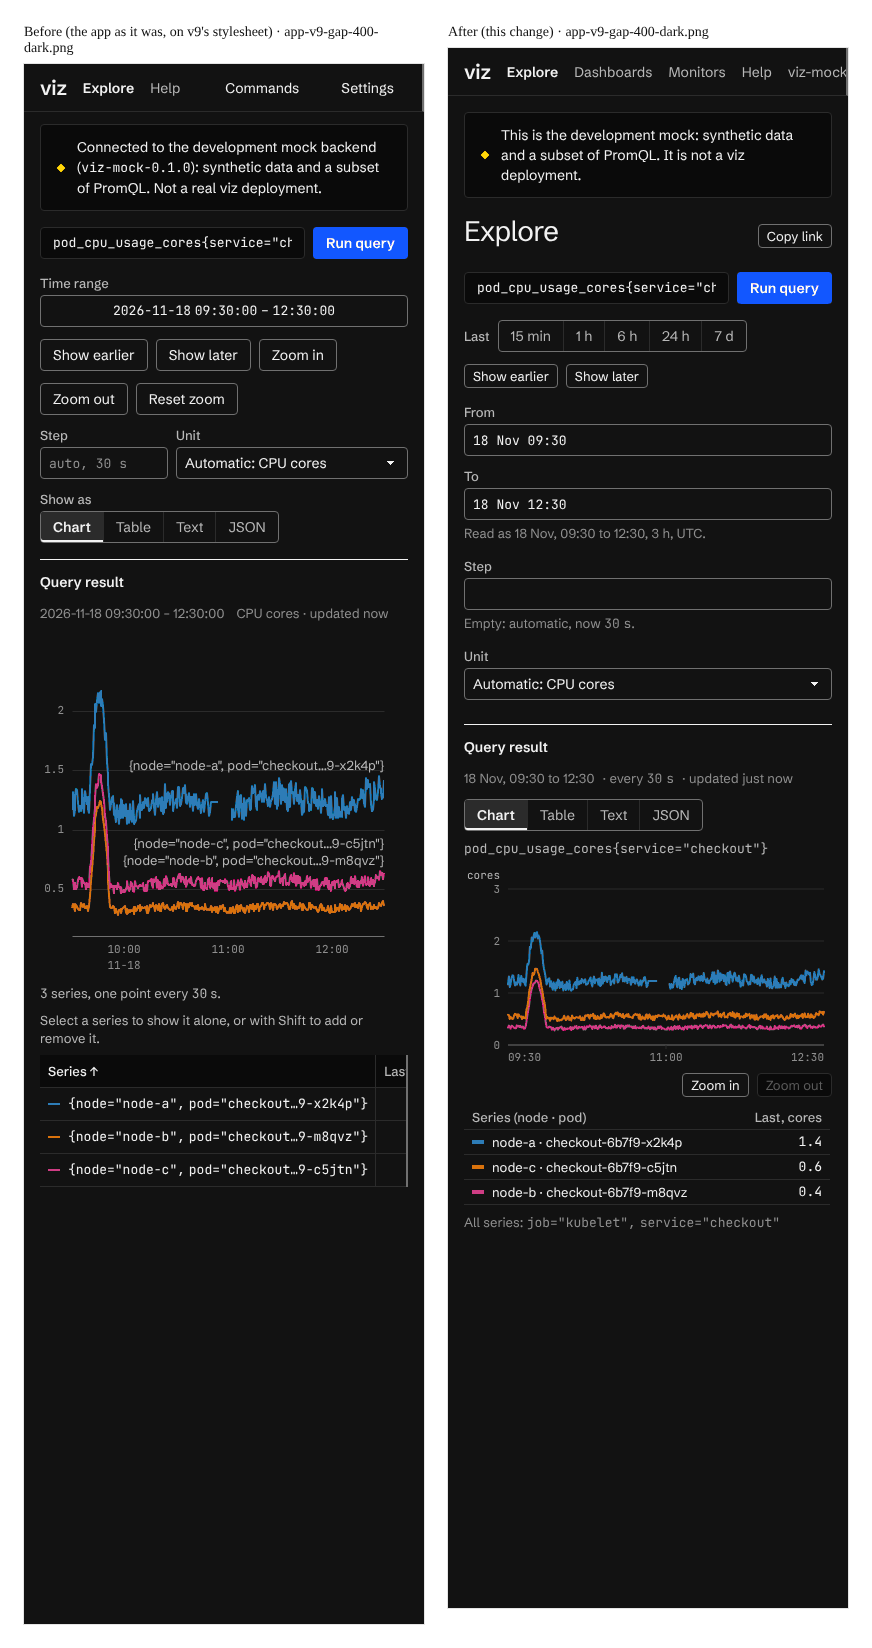 Before (the app as it was, on v9's stylesheet) · app-v9-gap-400-
dark.png
viz Explore Help Commands Settings
Connected to the development mock backend
(viz-mock-0.1.0): synthetic data and a subset
of PromQL. Not a real viz deployment.
pod_cpu_usage_cores{service="ch
Run query
Time range
2026-11-18 09:30:00 – 12:30:00
Show earlier Show later Zoom in
Zoom out Reset zoom
Step Unit
auto, 30 s Automatic: CPU cores
Show as
Chart Table Text JSON
Query result
2026-11-18 09:30:00 – 12:30:00 CPU cores · updated now
2
1.5
1
0.5
{node="node-a", pod="checkout…9-x2k4p"}
{node="node-c", pod="checkout…9-c5jtn"}
{node="node-b", pod="checkout…9-m8qvz"}
10:00 11:00 12:00
11-18
3 series, one point every 30 s.
Select a series to show it alone, or with Shift to add or
remove it.
Series ↑ Las
{node="node-a", pod="checkout…9-x2k4p"}
{node="node-b", pod="checkout…9-m8qvz"}
{node="node-c", pod="checkout…9-c5jtn"}
After (this change) · app-v9-gap-400-dark.png
viz Explore Dashboards Monitors Help viz-mock
This is the development mock: synthetic data
and a subset of PromQL. It is not a viz
deployment.
Explore
Copy link
pod_cpu_usage_cores{service="ch
Run query
Last 15 min 1 h 6 h 24 h 7 d
Show earlier Show later
From
18 Nov 09:30
To
18 Nov 12:30
Read as 18 Nov, 09:30 to 12:30, 3 h, UTC.
Step
Empty: automatic, now 30 s.
Unit
Automatic: CPU cores
Query result
18 Nov, 09:30 to 12:30 · every 30 s · updated just now
Chart Table Text JSON
pod_cpu_usage_cores{service="checkout"}
cores
3
2
1
0
09:30 11:00 12:30
Zoom in Zoom out
Series (node · pod) Last, cores
node-a · checkout-6b7f9-x2k4p 1.4
node-c · checkout-6b7f9-c5jtn 0.6
node-b · checkout-6b7f9-m8qvz 0.4
All series: job="kubelet", service="checkout"